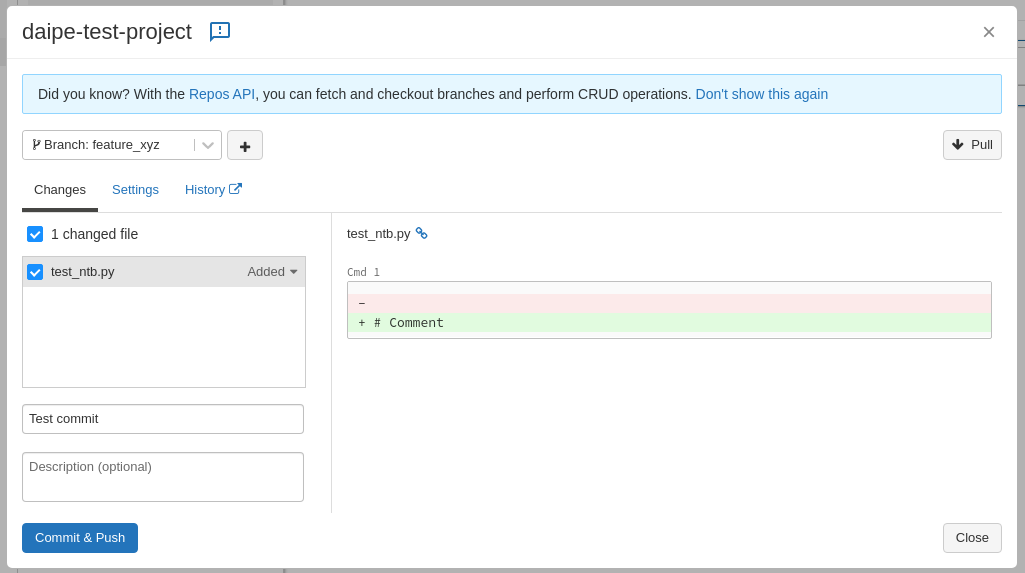 daipe-test-project
Did you know? With the Repos API, you can fetch and checkout branches and perform CRUD operations. Don't show this again
Branch: feature_xyz
Pull
Changes Settings History
1 changed file
test_ntb.py Added
Test commit
Description (optional)
test_ntb.py
Cmd 1
–
+ # Comment
Commit & Push
Close